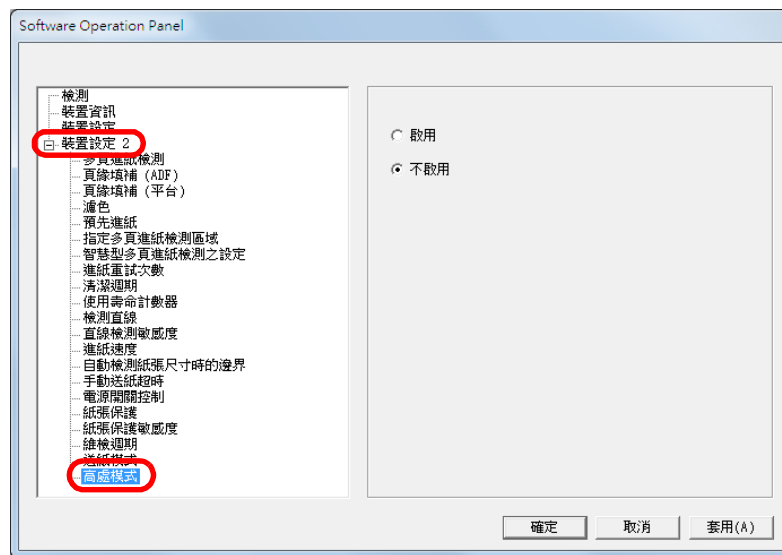 Software Operation Panel
檢測
裝置資訊
裝置設定
裝置設定 2
多頁進紙檢測
頁緣填補 (ADF)
頁緣填補 (平台)
濾色
預先進紙
指定多頁進紙檢測區域
智慧型多頁進紙檢測之設定
進紙重試次數
清潔週期
使用壽命計數器
檢測直線
直線檢測敏感度
進紙速度
自動檢測紙張尺寸時的邊界
手動送紙超時
電源開關控制
紙張保護
紙張保護敏感度
維檢週期
送紙模式
高處模式
啟用
不啟用
確定
取消
套用(A)